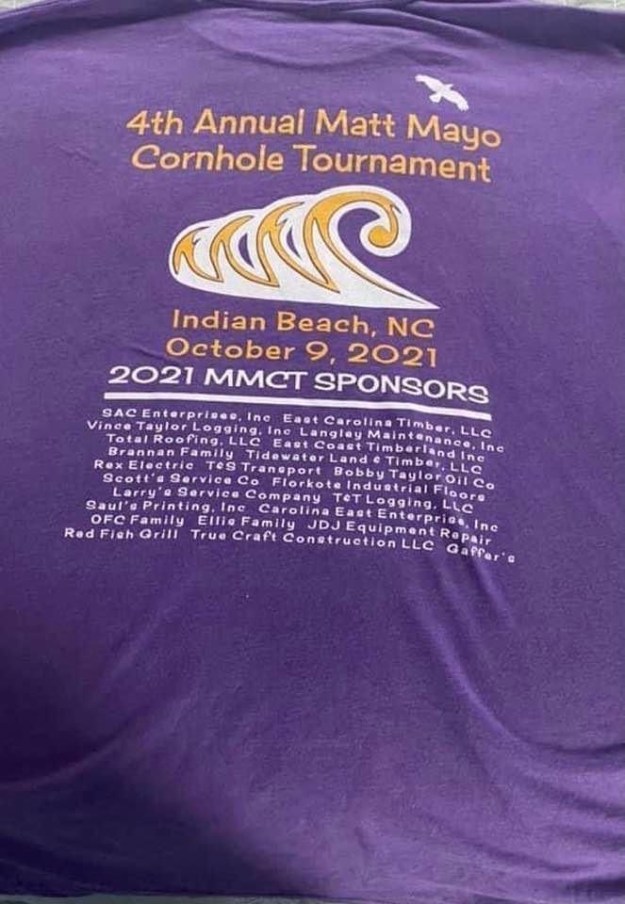 4th Annual Matt Mayo
Cornhole Tournament
Indian Beach, NC
October 9, 2021
2021 MMCT SPONSORS
SAC Enterprises, Inc East Carolina Timber, LLC
Vince Taylor Logging, Inc Langley Maintenance, Inc
Total Roofing, LLC East Coast Timberland Inc
Brannan Family Tidewater Land & Timber, LLC
Rex Electric T&S Transport Bobby Taylor Oil Co
Scott's Service Co Florkote Industrial Floors
Larry's Service Company T&T Logging, LLC
Saul's Printing, Inc Carolina East Enterprise, Inc
OFC Family Ellis Family JDJ Equipment Repair
Red Fish Grill True Craft Construction LLC Gaffer's